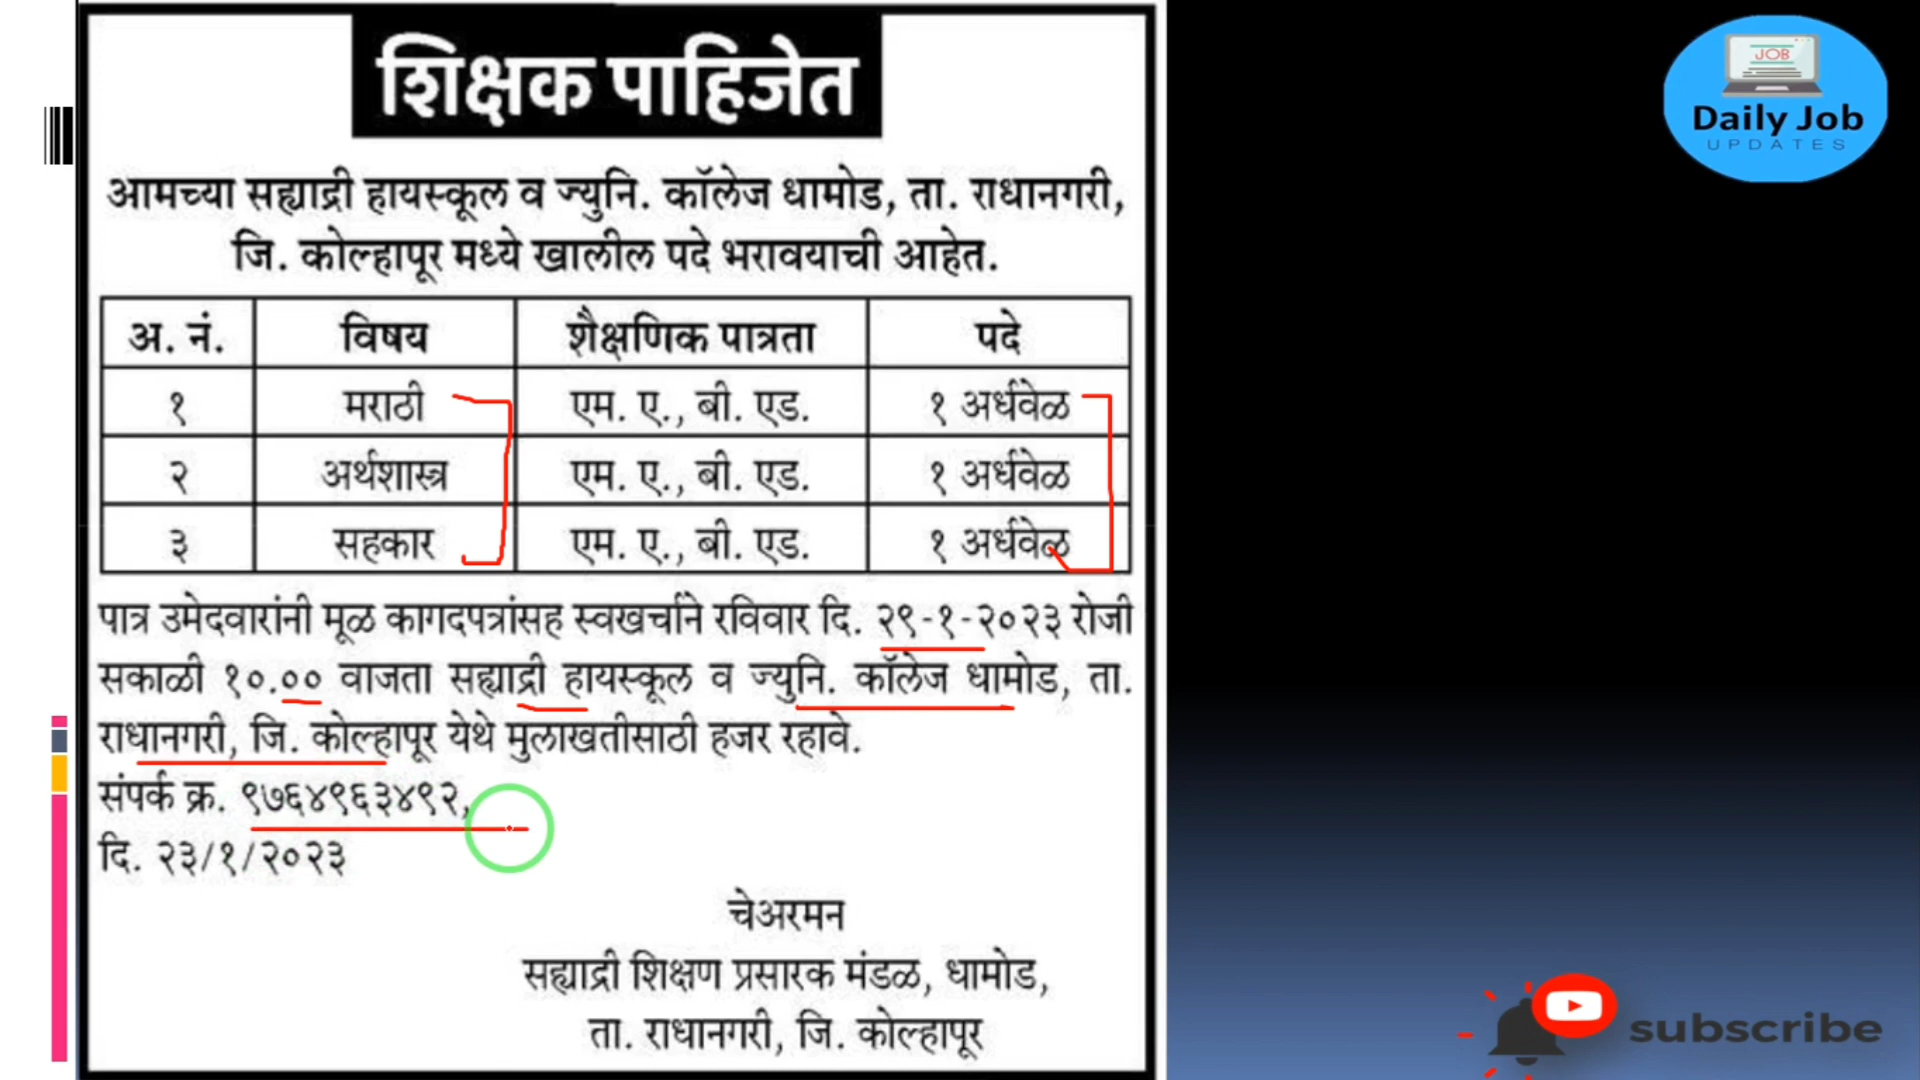 शिक्षक पाहिजेत
आमच्या सह्याद्री हायस्कूल व ज्युनि. कॉलेज धामोड, ता. राधानगरी,
जि. कोल्हापूर मध्ये खालील पदे भरावयाची आहेत.
अ. नं. विषय शैक्षणिक पात्रता पदे
१ मराठी एम. ए., बी. एड. १ अर्धवेळ
२ अर्थशास्त्र एम. ए., बी. एड. १ अर्धवेळ
३ सहकार एम. ए., बी. एड. १ अर्धवेळ
पात्र उमेदवारांनी मूळ कागदपत्रांसह स्वखर्चाने रविवार दि. २९-१-२०२३ रोजी
सकाळी १०.०० वाजता सह्याद्री हायस्कूल व ज्युनि. कॉलेज धामोड, ता.
राधानगरी, जि. कोल्हापूर येथे मुलाखतीसाठी हजर रहावे.
संपर्क क्र. ९७६४९६३४९२,
दि. २३/१/२०२३
चेअरमन
सह्याद्री शिक्षण प्रसारक मंडळ, धामोड,
ता. राधानगरी, जि. कोल्हापूर
JOB
Daily Job
UPDATES
subscribe